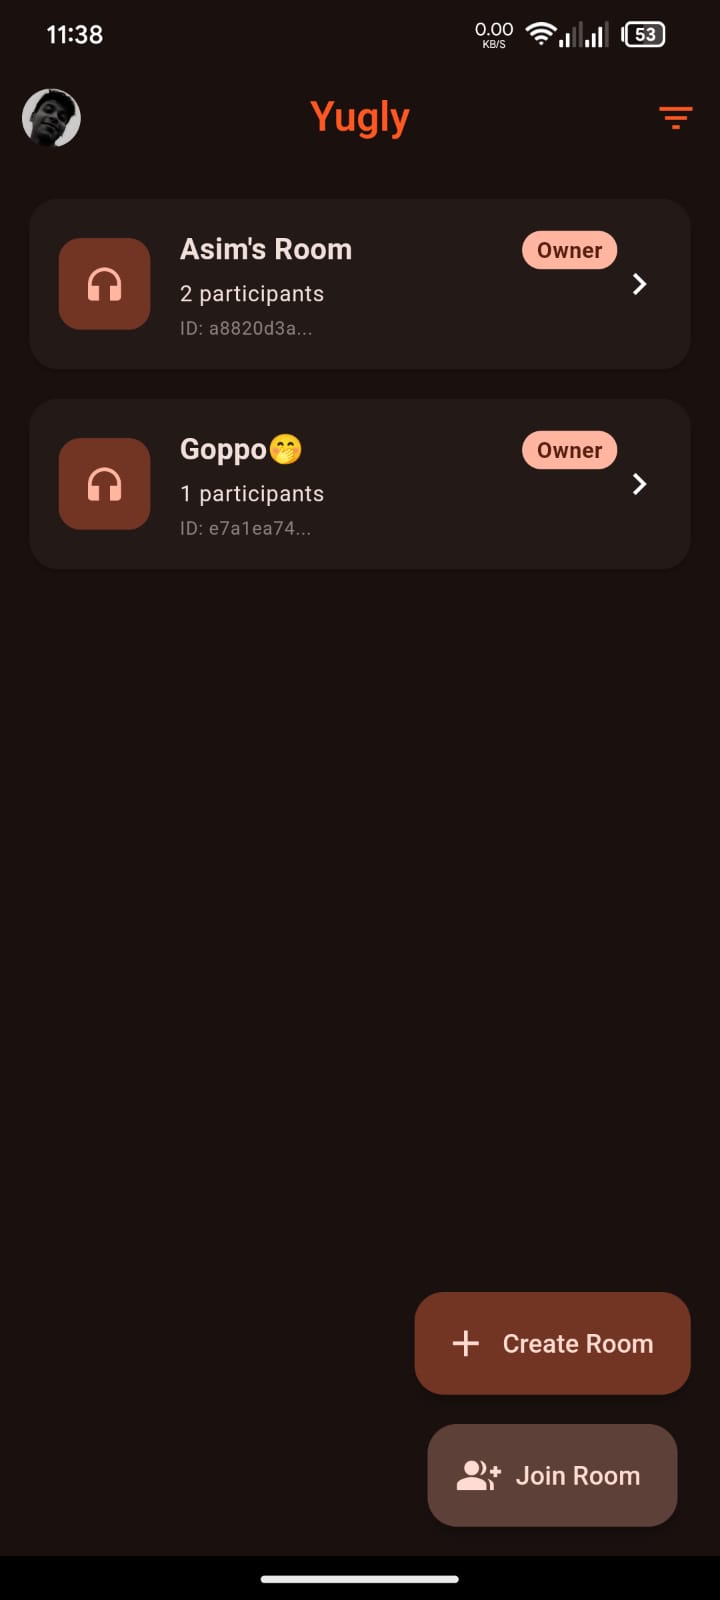 11:38
0.00
KB/S
53
Yugly
Asim's Room
Owner
2 participants
ID: a8820d3a...
Goppo🤭
Owner
1 participants
ID: e7a1ea74...
Create Room
Join Room